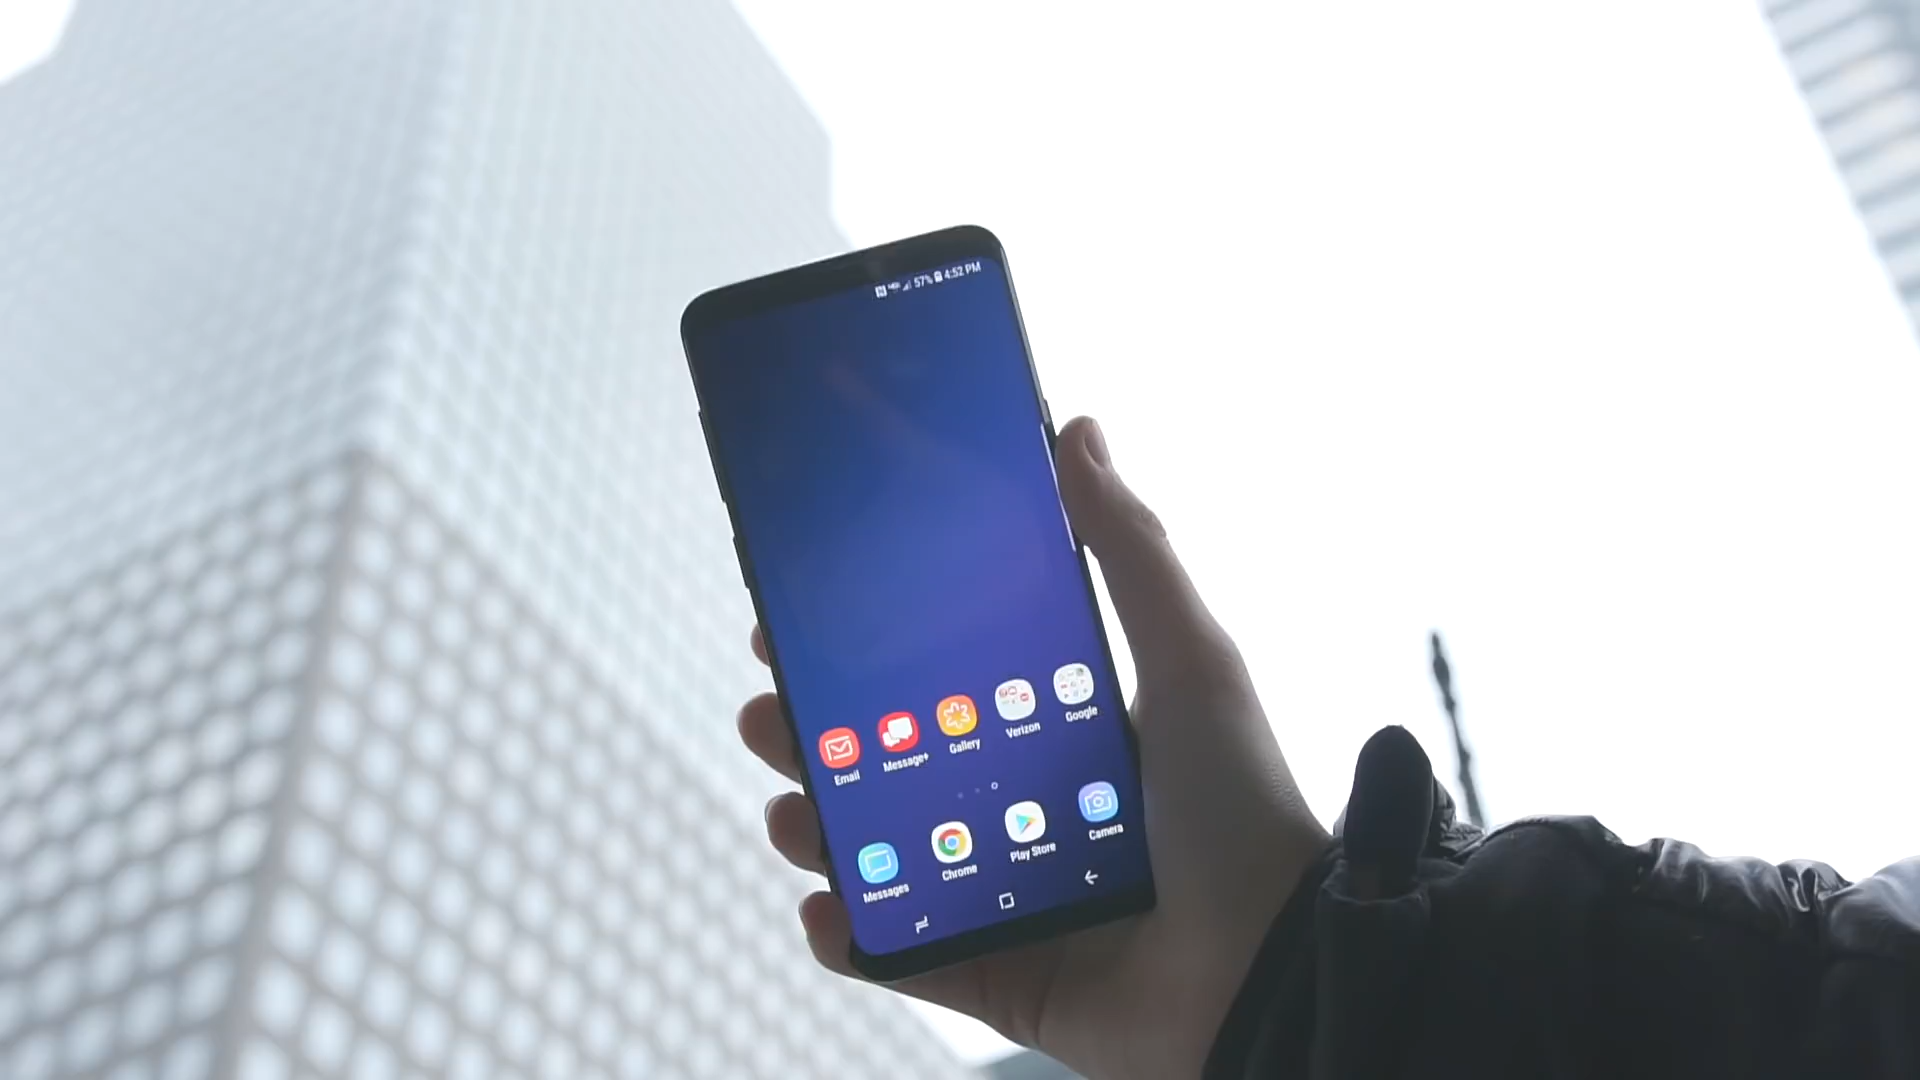 57% 4:52 PM
Email Message+ Gallery Verizon Google
Messages Chrome Play Store Camera